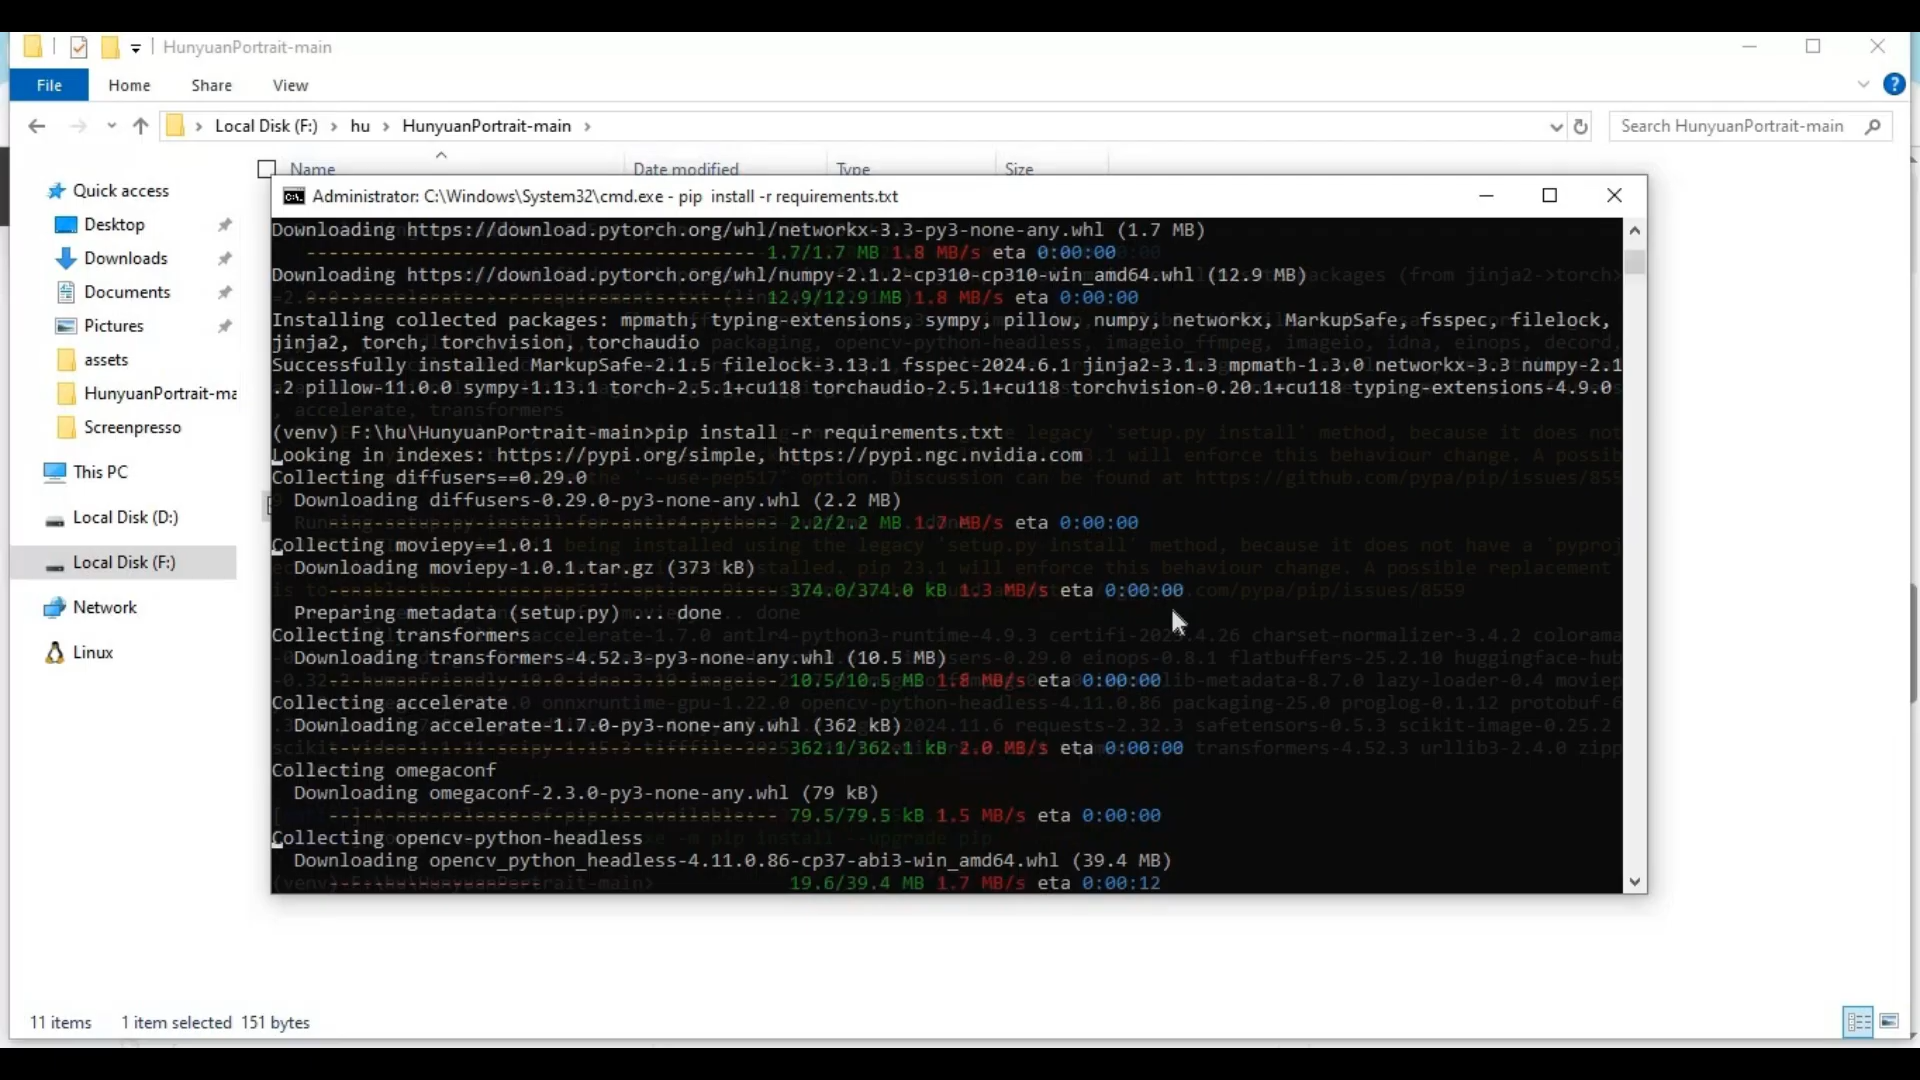 HunyuanPortrait-main
File Home Share View
Local Disk (F:) hu HunyuanPortrait-main
Search HunyuanPortrait-main
Name Date modified Type Size
Quick access
Desktop
Downloads
Documents
Pictures
assets
HunyuanPortrait-ma
Screenpresso
This PC
Local Disk (D:)
Local Disk (F:)
Network
Linux
Administrator: C:\Windows\System32\cmd.exe - pip install -r requirements.txt
Downloading https://download.pytorch.org/whl/networkx-3.3-py3-none-any.whl (1.7 MB)
---------------------------------------- 1.7/1.7 MB 1.8 MB/s eta 0:00:00
Downloading https://download.pytorch.org/whl/numpy-2.1.2-cp310-cp310-win_amd64.whl (12.9 MB)
---------------------------------------- 12.9/12.9 MB 1.8 MB/s eta 0:00:00
Installing collected packages: mpmath, typing-extensions, sympy, pillow, numpy, networkx, MarkupSafe, fsspec, filelock,
jinja2, torch, torchvision, torchaudio
Successfully installed MarkupSafe-2.1.5 filelock-3.13.1 fsspec-2024.6.1 jinja2-3.1.3 mpmath-1.3.0 networkx-3.3 numpy-2.1
.2 pillow-11.0.0 sympy-1.13.1 torch-2.5.1+cu118 torchaudio-2.5.1+cu118 torchvision-0.20.1+cu118 typing-extensions-4.9.0
(venv) F:\hu\HunyuanPortrait-main>pip install -r requirements.txt
Looking in indexes: https://pypi.org/simple, https://pypi.ngc.nvidia.com
Collecting diffusers==0.29.0
Downloading diffusers-0.29.0-py3-none-any.whl (2.2 MB)
---------------------------------------- 2.2/2.2 MB 1.7 MB/s eta 0:00:00
Collecting moviepy==1.0.1
Downloading moviepy-1.0.1.tar.gz (373 kB)
---------------------------------------- 374.0/374.0 kB 1.3 MB/s eta 0:00:00
Preparing metadata (setup.py) ... done
Collecting transformers
Downloading transformers-4.52.3-py3-none-any.whl (10.5 MB)
---------------------------------------- 10.5/10.5 MB 1.8 MB/s eta 0:00:00
Collecting accelerate
Downloading accelerate-1.7.0-py3-none-any.whl (362 kB)
---------------------------------------- 362.1/362.1 kB 2.0 MB/s eta 0:00:00
Collecting omegaconf
Downloading omegaconf-2.3.0-py3-none-any.whl (79 kB)
---------------------------------------- 79.5/79.5 kB 1.5 MB/s eta 0:00:00
Collecting opencv-python-headless
Downloading opencv_python_headless-4.11.0.86-cp37-abi3-win_amd64.whl (39.4 MB)
-------------------- 19.6/39.4 MB 1.7 MB/s eta 0:00:12
11 items 1 item selected 151 bytes